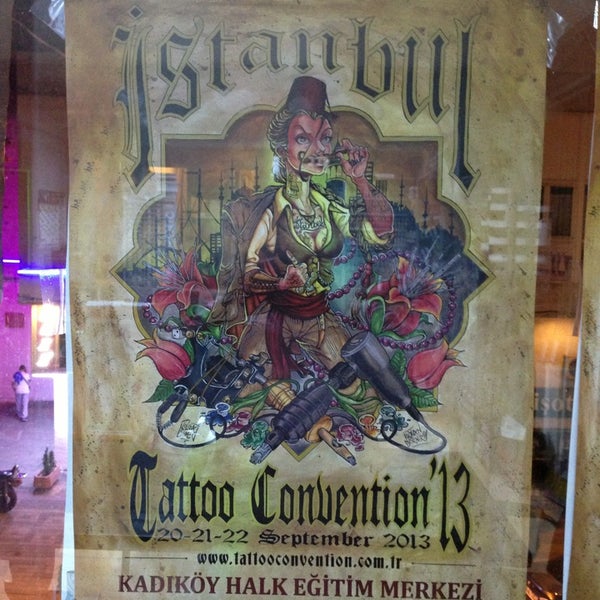 İstanbul
Tattoo Convention'13
20-21-22 September 2013
www.tattooconvention.com.tr
KADIKÖY HALK EĞİTİM MERKEZİ